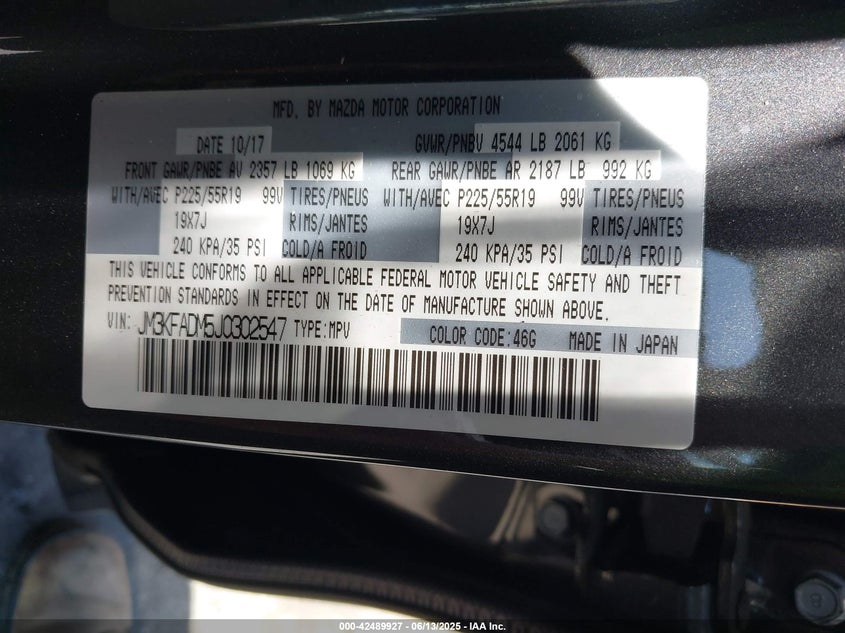 MFD. BY MAZDA MOTOR CORPORATION
DATE 10/17 GVWR/PNBV 4544 LB 2061 KG
FRONT GAWR/PNBE AV 2357 LB 1069 KG REAR GAWR/PNBE AR 2187 LB 992 KG
WITH/AVEC P225/55R19 99V TIRES/PNEUS WITH/AVEC P225/55R19 99V TIRES/PNEUS
19X7J RIMS/JANTES 19X7J RIMS/JANTES
240 KPA/35 PSI COLD/A FROID 240 KPA/35 PSI COLD/A FROID
THIS VEHICLE CONFORMS TO ALL APPLICABLE FEDERAL MOTOR VEHICLE SAFETY AND THEFT
PREVENTION STANDARDS IN EFFECT ON THE DATE OF MANUFACTURE SHOWN ABOVE.
VIN: JM3KFADM5J0302547 TYPE:MPV COLOR CODE:46G MADE IN JAPAN
8
000-42489927 - 06/13/2025 - IAA Inc.